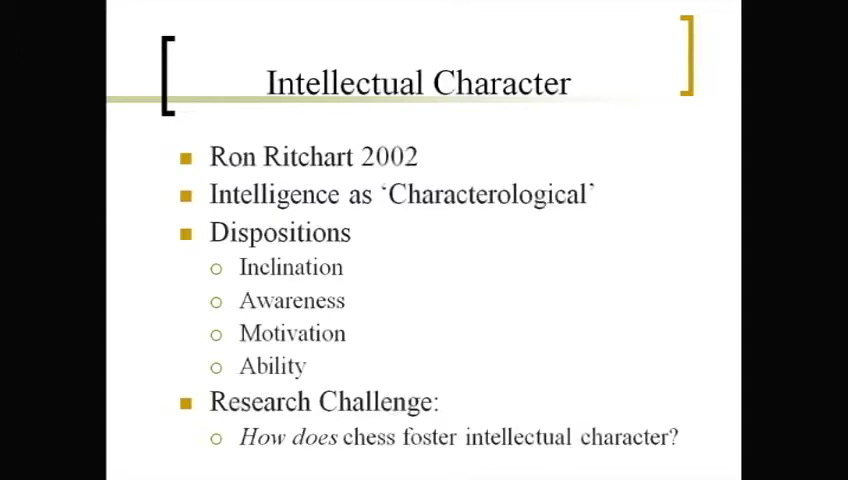 Intellectual Character
Ron Ritchart 2002
Intelligence as ‘Characterological’
Dispositions
Inclination
Awareness
Motivation
Ability
Research Challenge:
How does chess foster intellectual character?